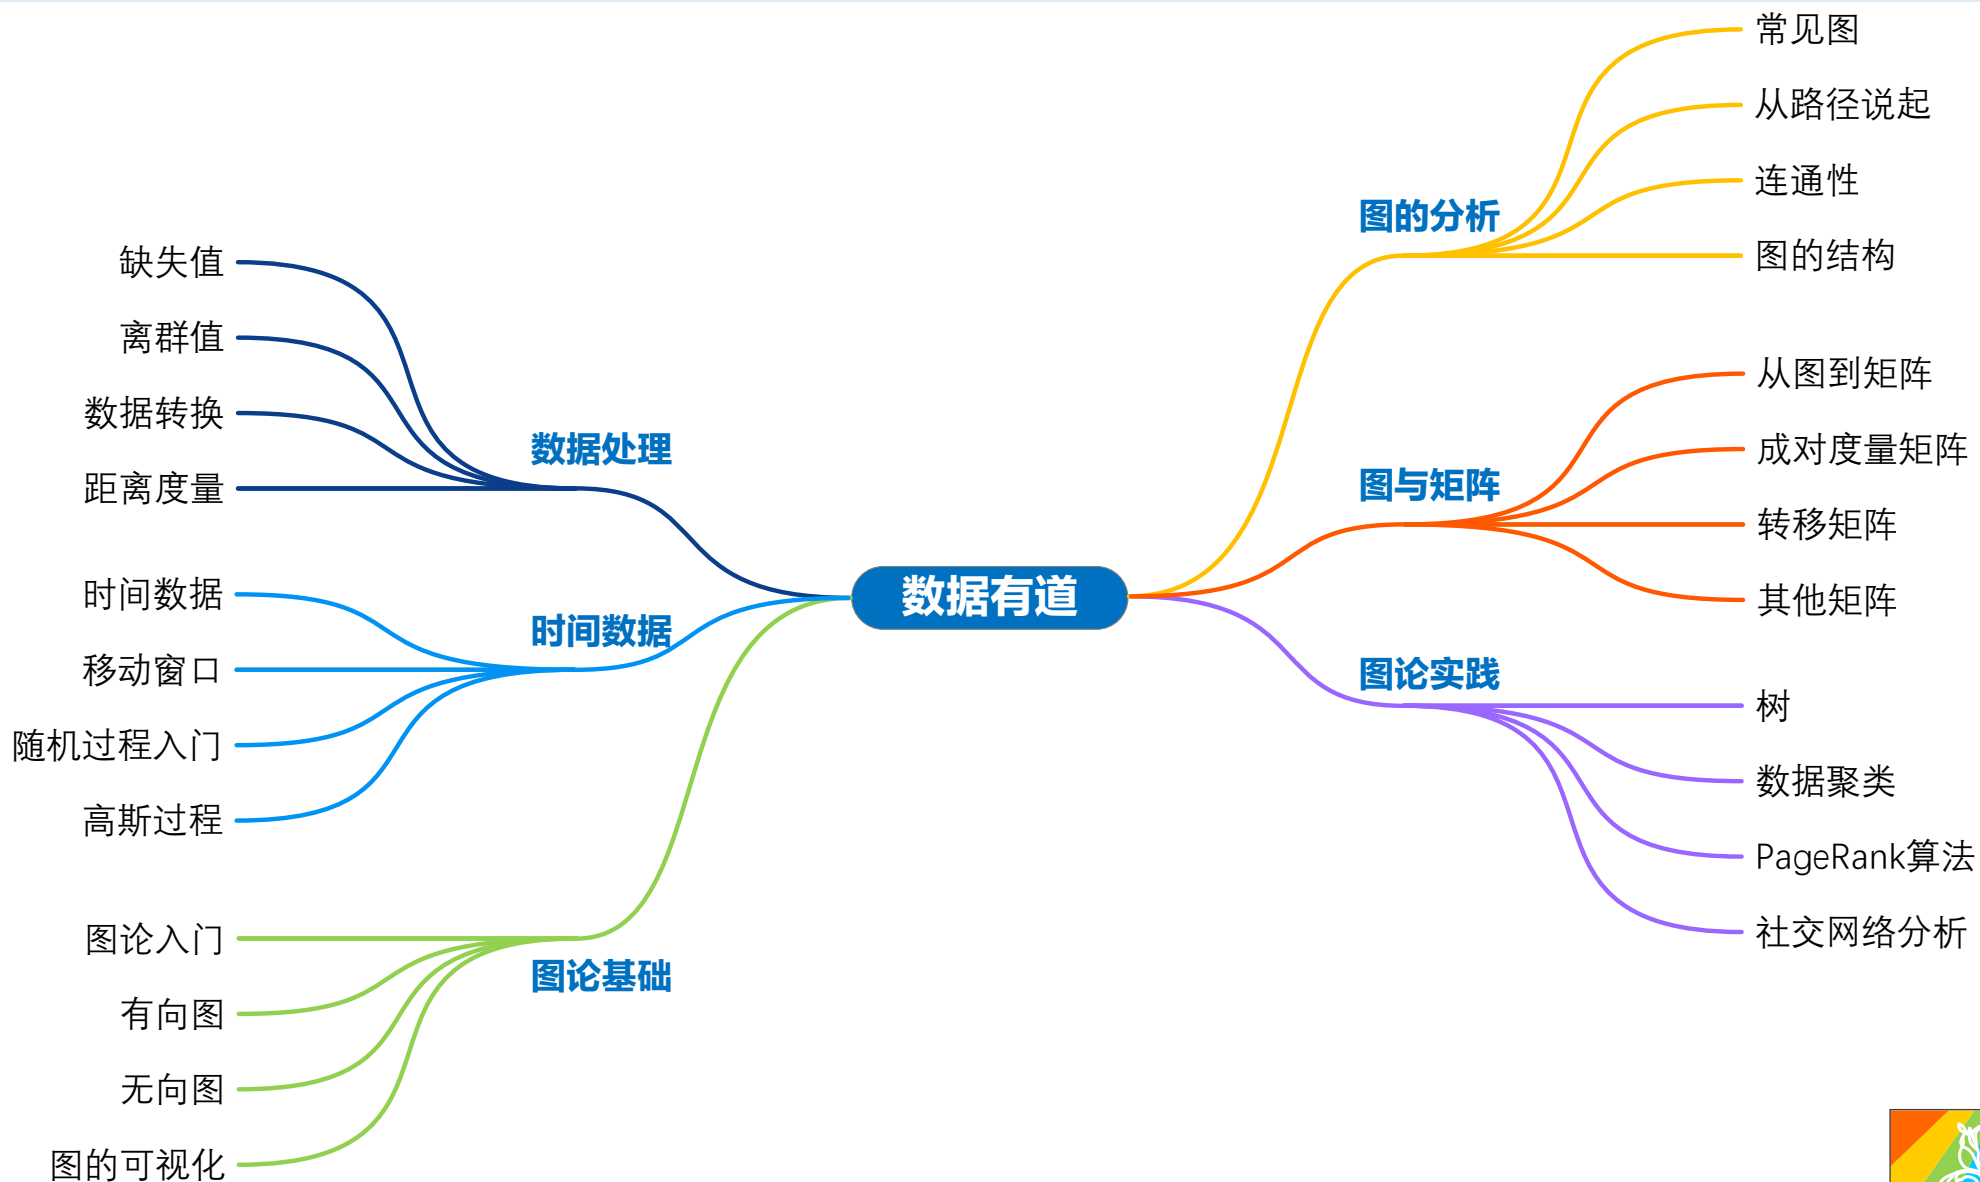 数据有道
数据处理
缺失值
离群值
数据转换
距离度量
时间数据
时间数据
移动窗口
随机过程入门
高斯过程
图论基础
图论入门
有向图
无向图
图的可视化
图的分析
常见图
从路径说起
连通性
图的结构
图与矩阵
从图到矩阵
成对度量矩阵
转移矩阵
其他矩阵
图论实践
树
数据聚类
PageRank算法
社交网络分析